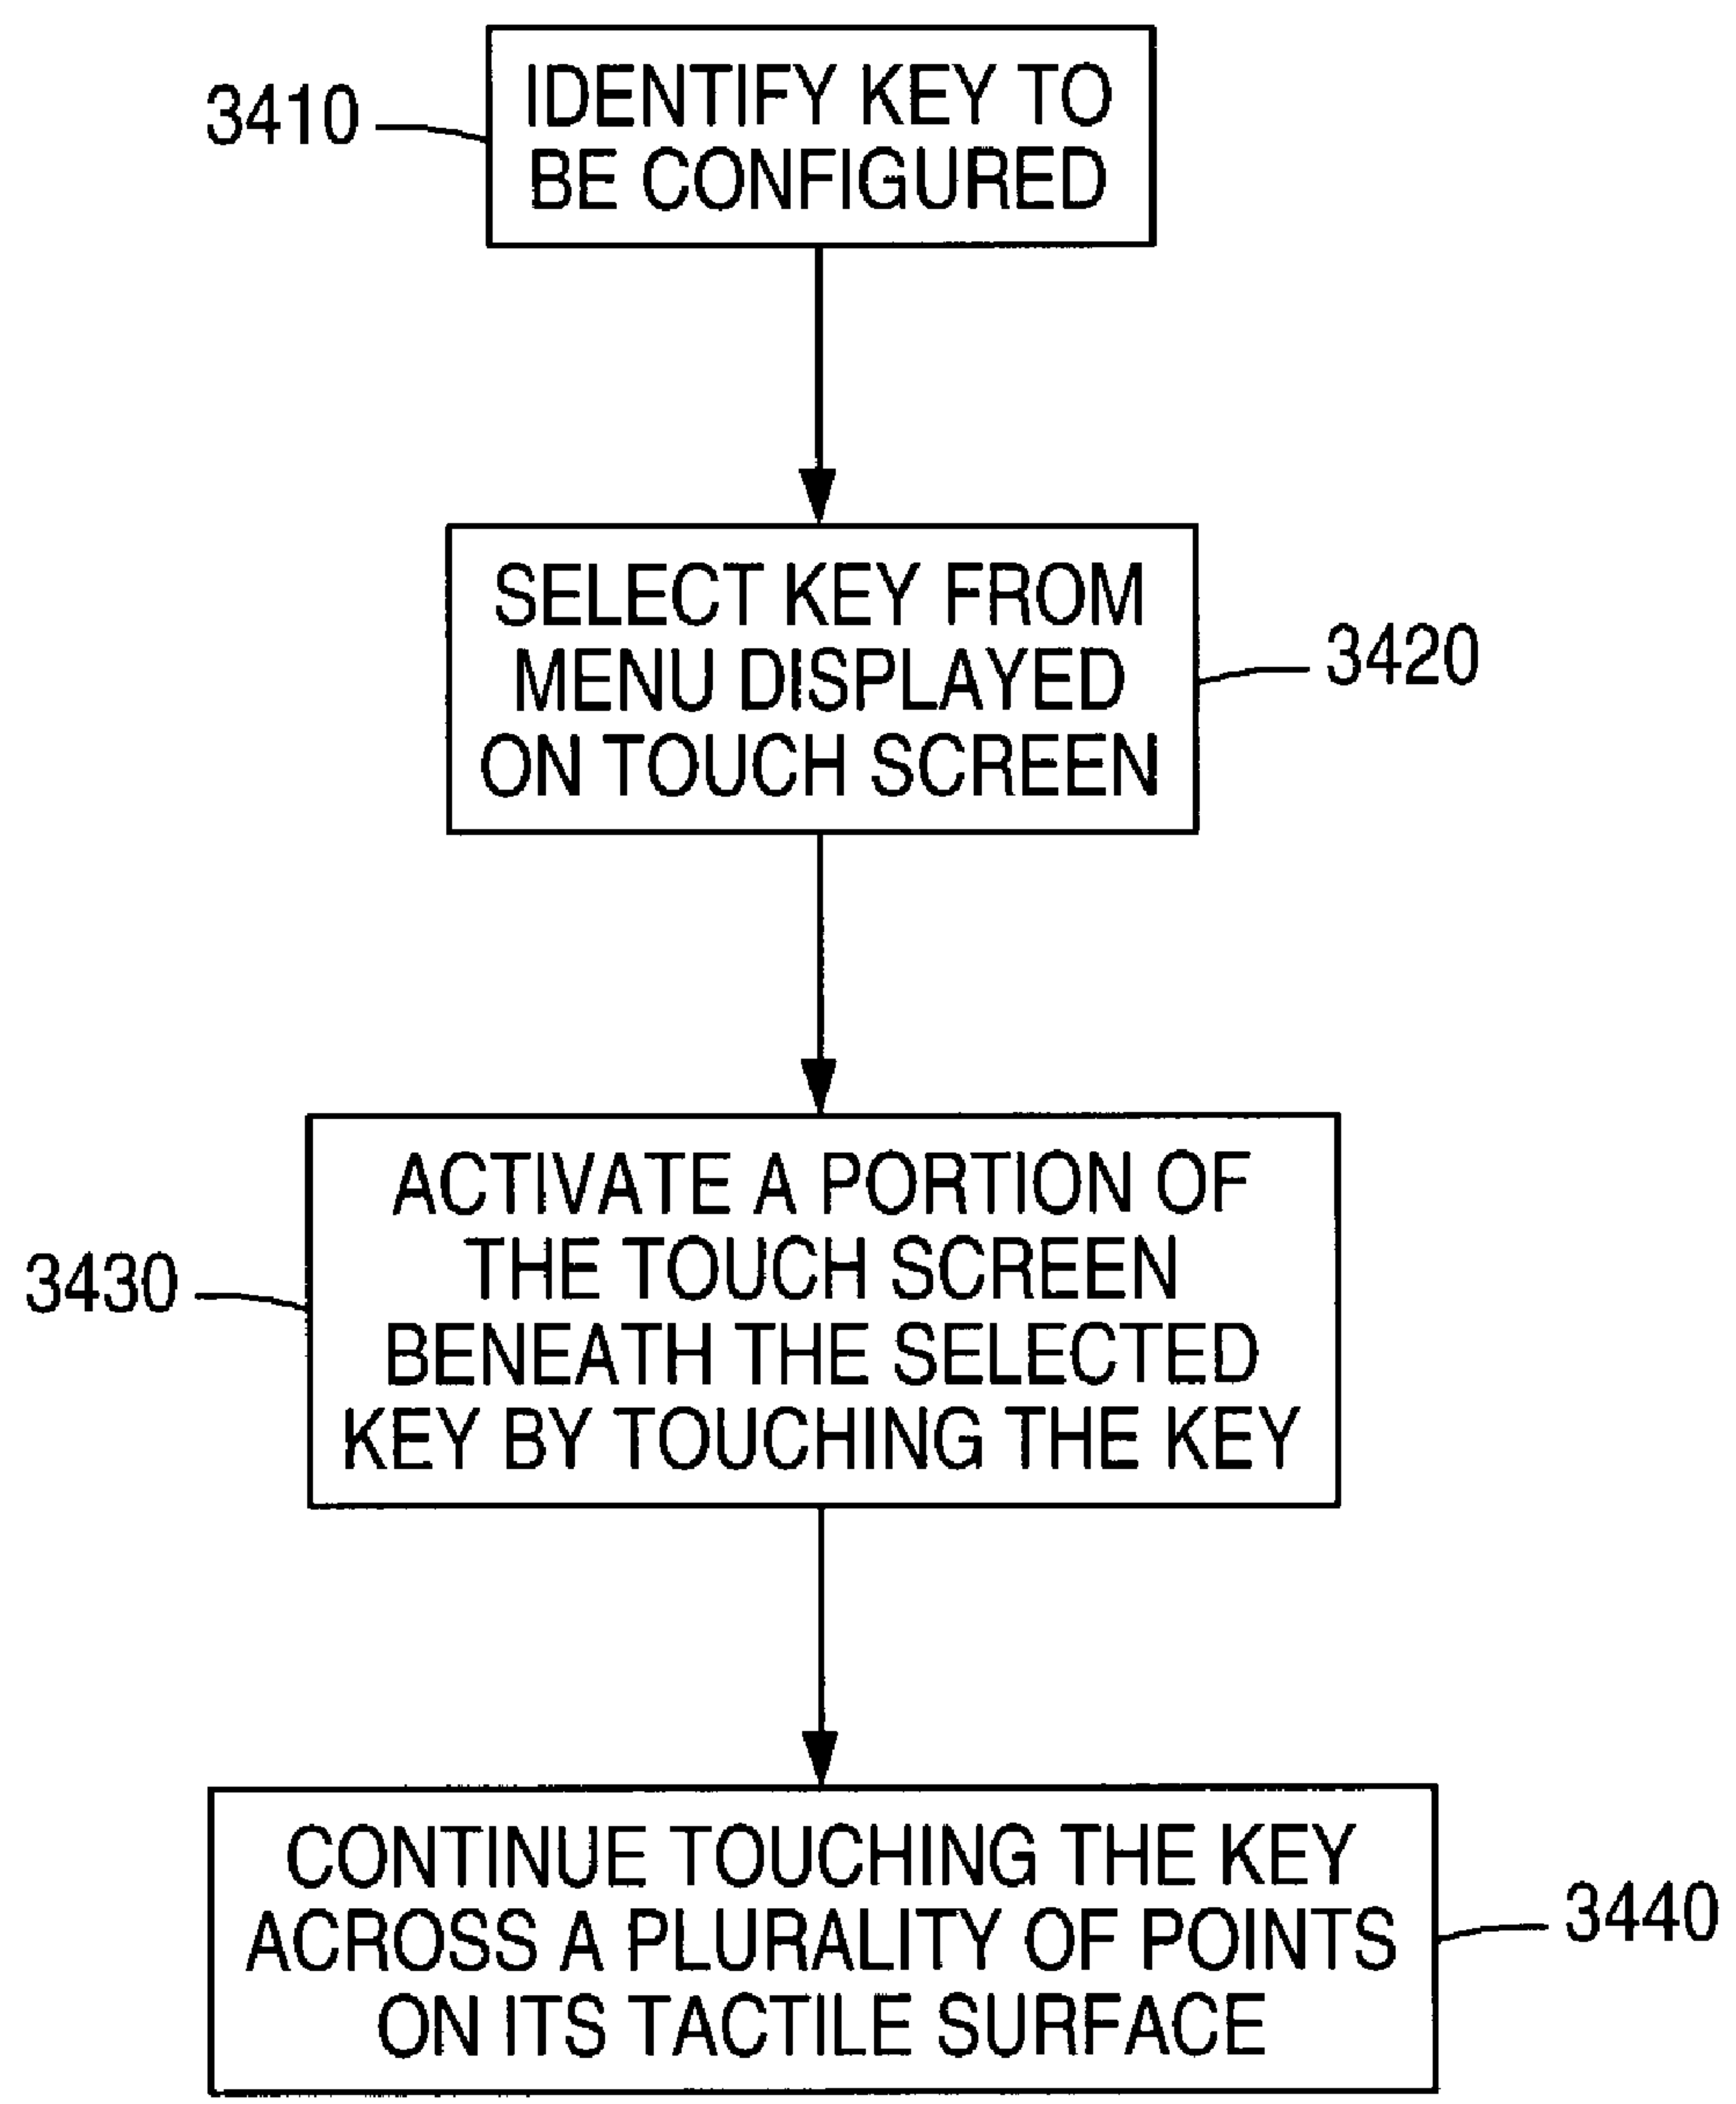 3410
IDENTIFY KEY TO
BE CONFIGURED
SELECT KEY FROM
MENU DISPLAYED
ON TOUCH SCREEN
3420
ACTIVATE A PORTION OF
THE TOUCH SCREEN
BENEATH THE SELECTED
KEY BY TOUCHING THE KEY
3430
CONTINUE TOUCHING THE KEY
ACROSS A PLURALITY OF POINTS
ON ITS TACTILE SURFACE
3440